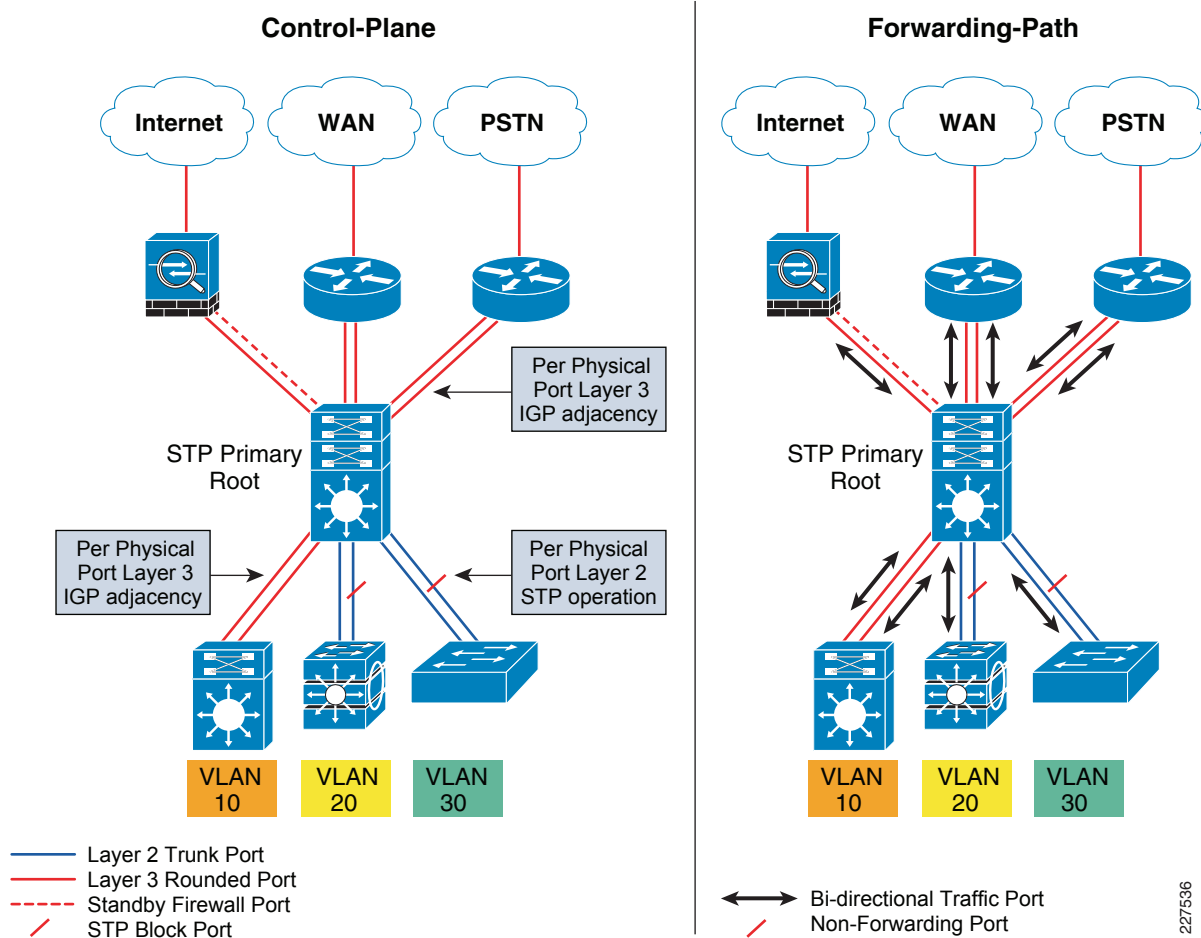 Control-Plane
Internet
WAN
PSTN
Per Physical
Port Layer 3
IGP adjacency
STP Primary
Root
Per Physical
Port Layer 3
IGP adjacency
Per Physical
Port Layer 2
STP operation
VLAN
10
VLAN
20
VLAN
30
Layer 2 Trunk Port
Layer 3 Rounded Port
Standby Firewall Port
STP Block Port
Forwarding-Path
Internet
WAN
PSTN
STP Primary
Root
VLAN
10
VLAN
20
VLAN
30
Bi-directional Traffic Port
Non-Forwarding Port
227536